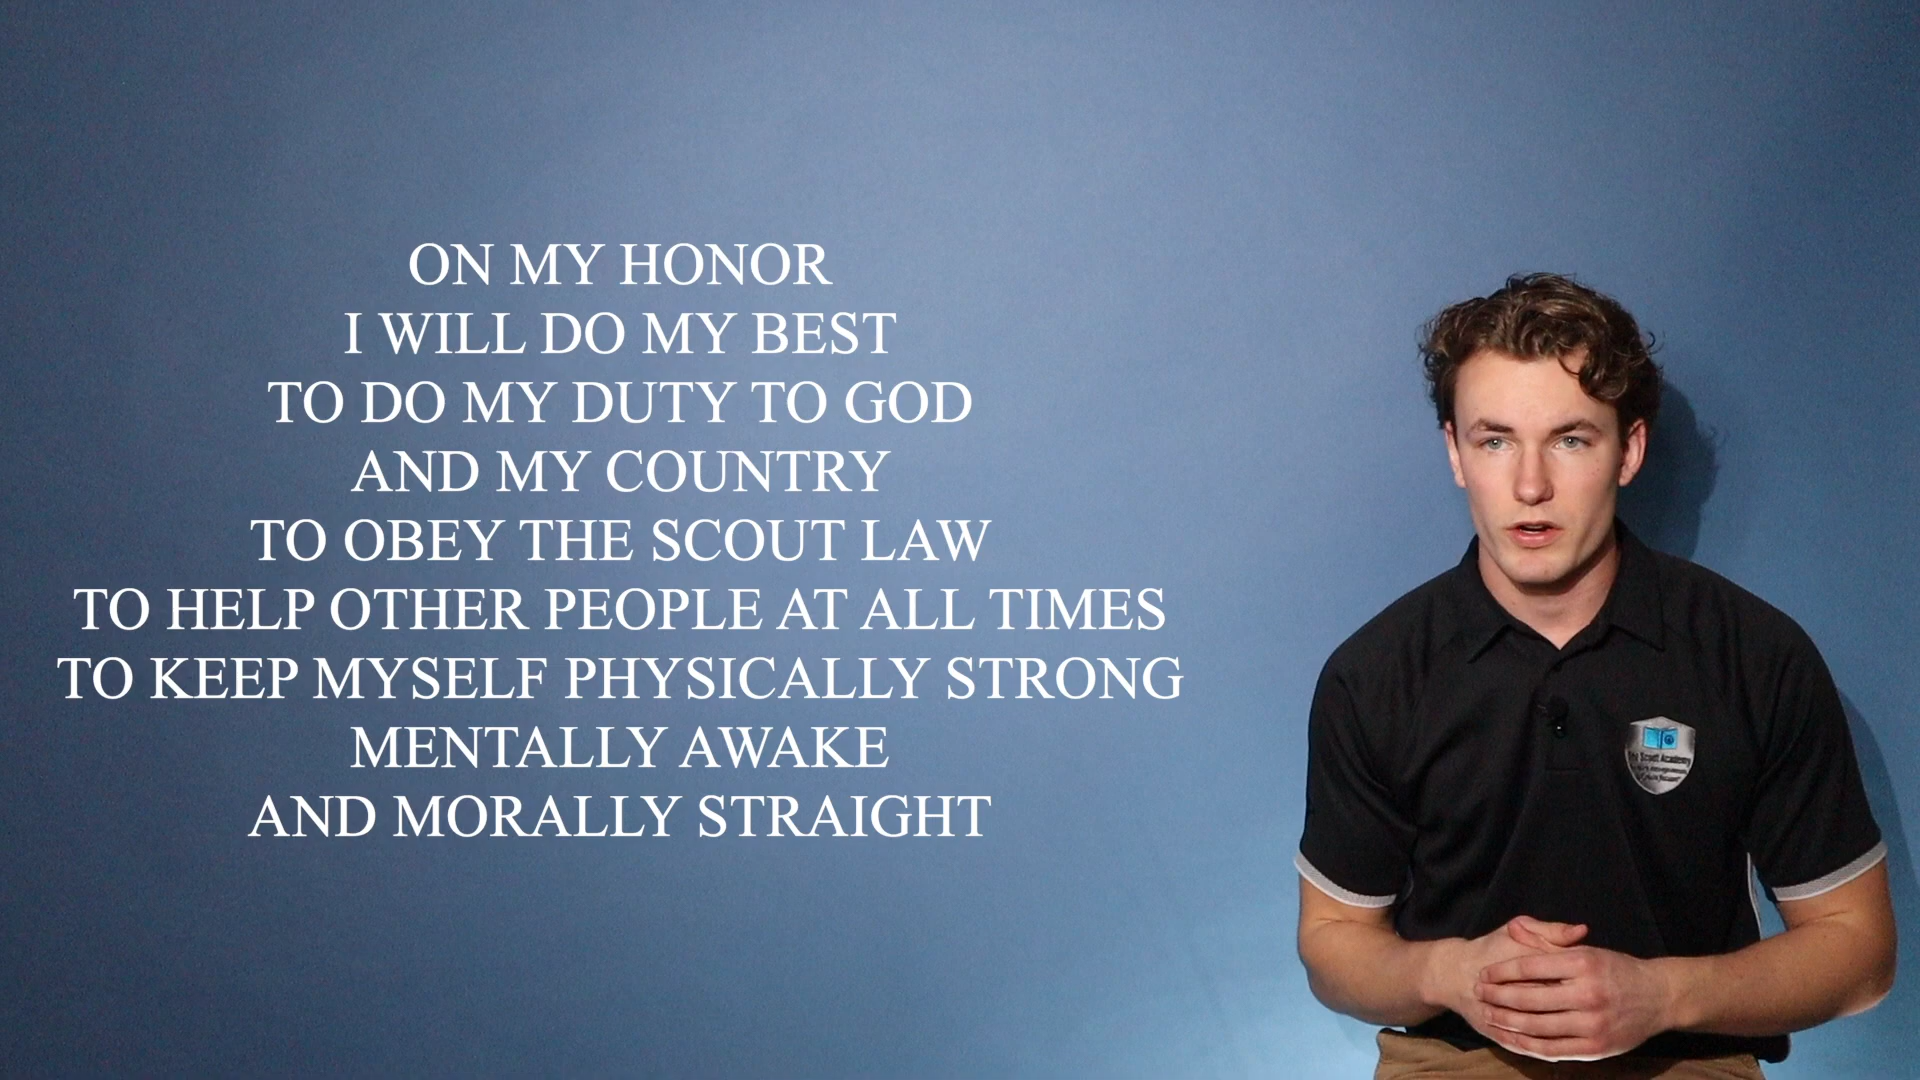 ON MY HONOR
I WILL DO MY BEST
TO DO MY DUTY TO GOD
AND MY COUNTRY
TO OBEY THE SCOUT LAW
TO HELP OTHER PEOPLE AT ALL TIMES
TO KEEP MYSELF PHYSICALLY STRONG
MENTALLY AWAKE
AND MORALLY STRAIGHT
Scout Academy